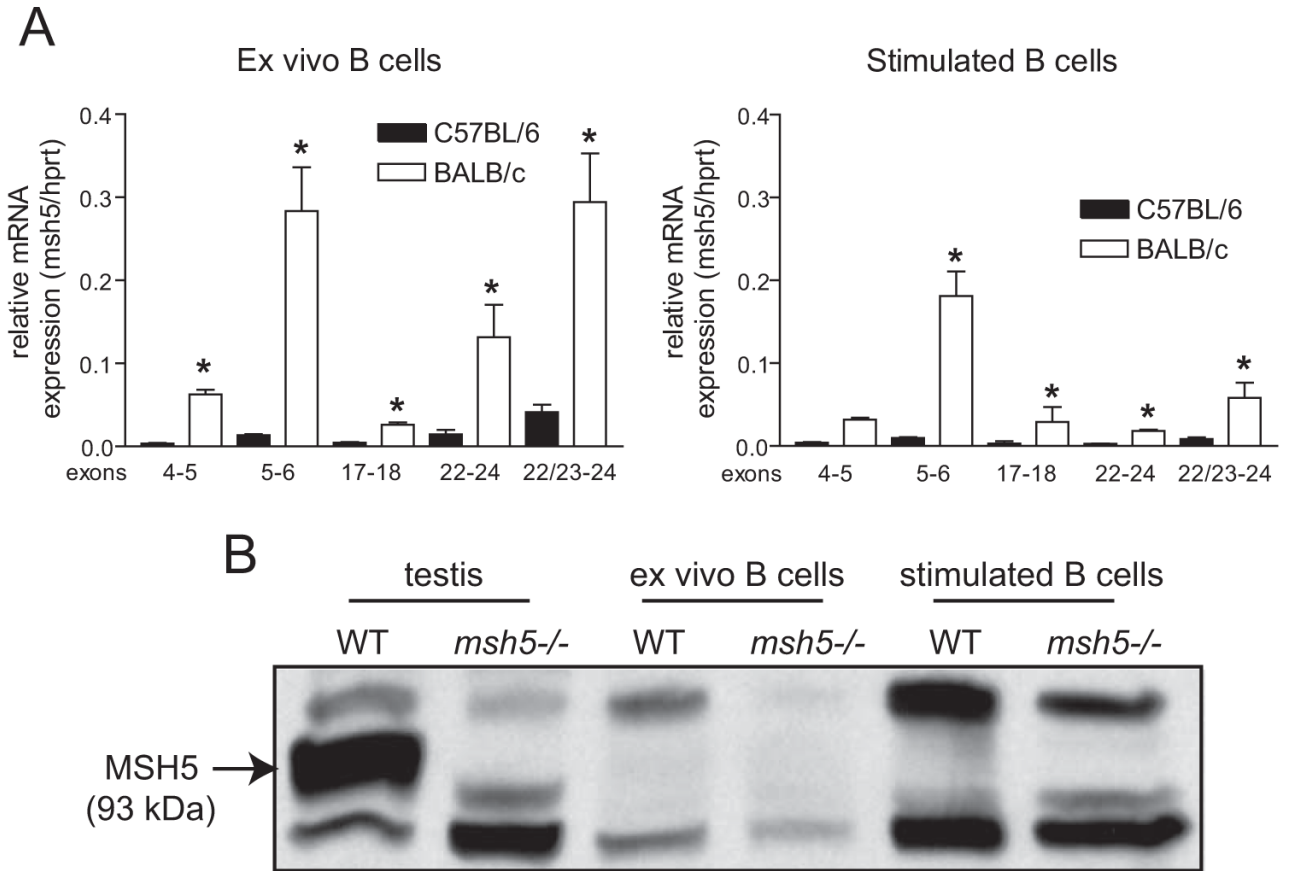 A
Ex vivo B cells
relative mRNA
expression (msh5/hprt)
0.4
0.3
0.2
0.1
0.0
C57BL/6
BALB/c
*
*
*
*
*
exons 4-5 5-6 17-18 22-24 22/23-24
Stimulated B cells
relative mRNA
expression (msh5/hprt)
0.4
0.3
0.2
0.1
0.0
C57BL/6
BALB/c
*
*
*
*
exons 4-5 5-6 17-18 22-24 22/23-24
B
testis ex vivo B cells stimulated B cells
WT msh5-/- WT msh5-/- WT msh5-/-
MSH5
(93 kDa)